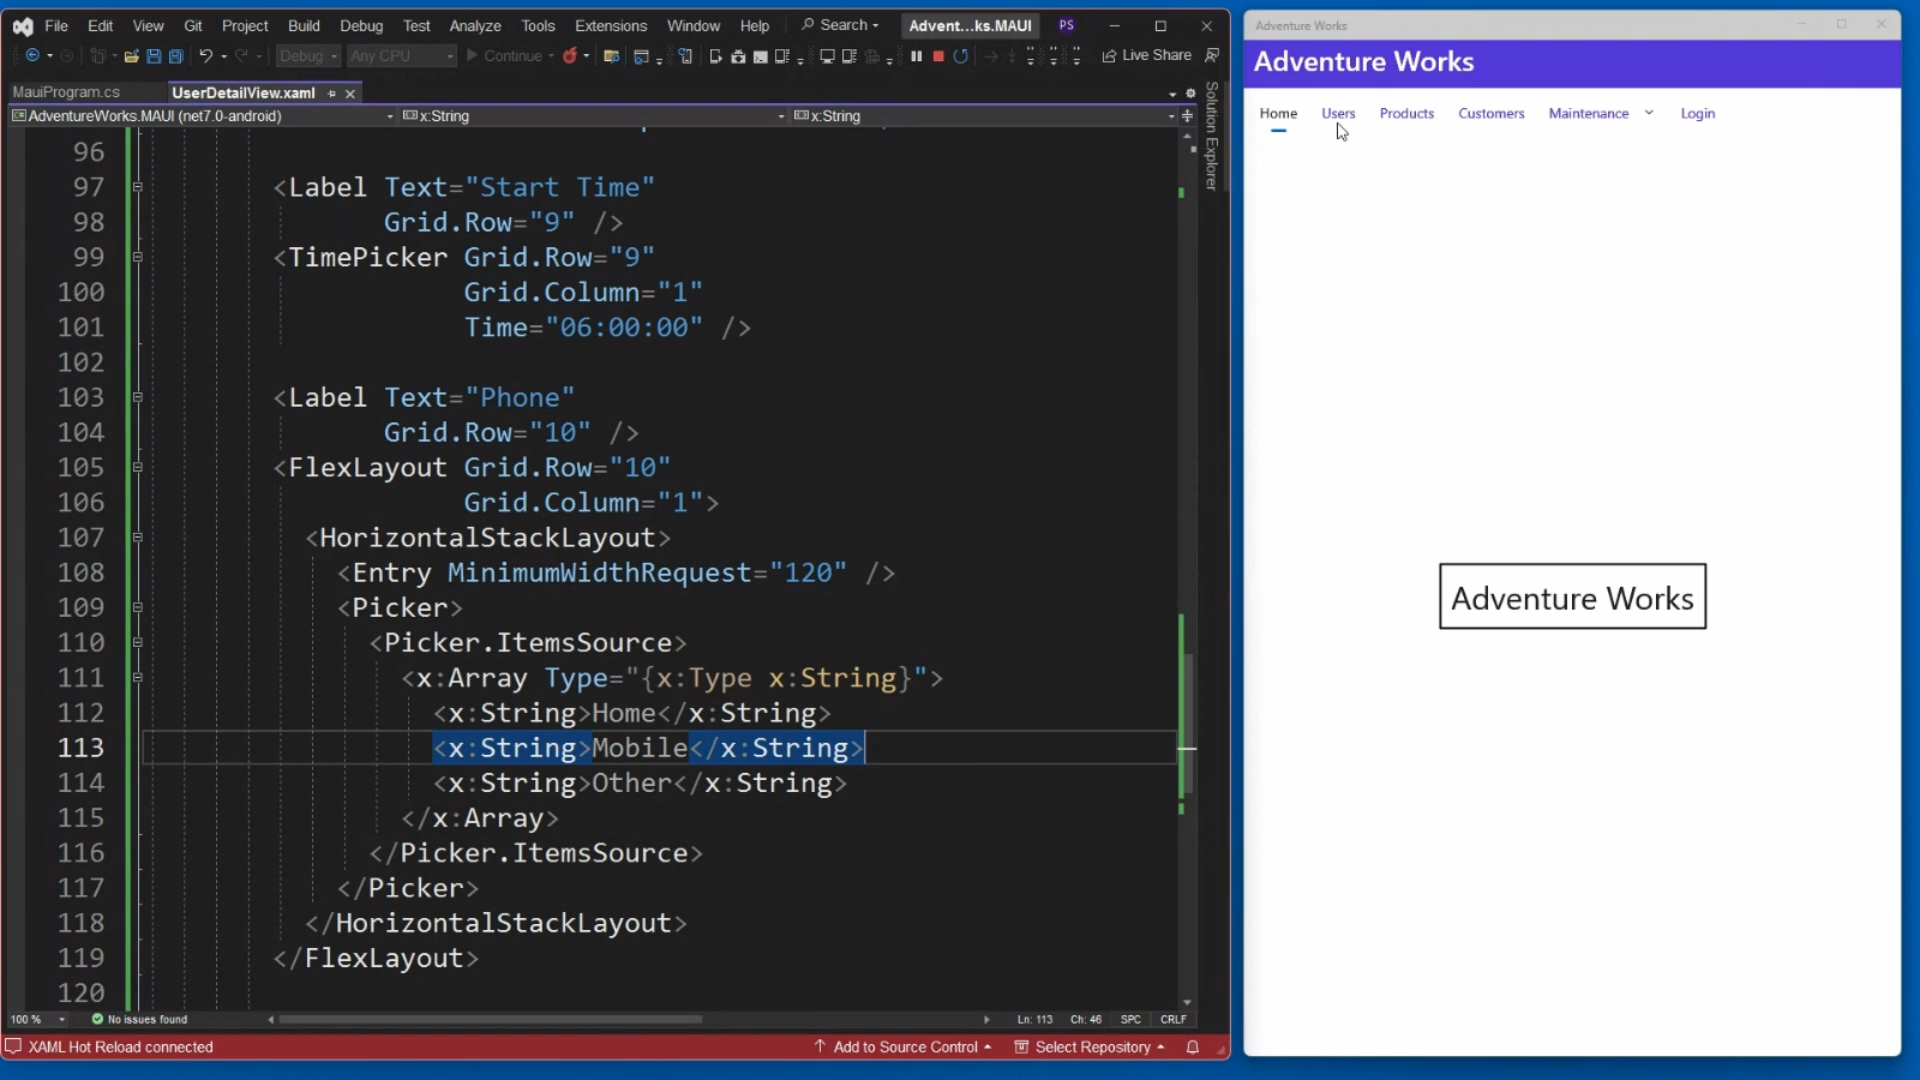 File Edit View Git Project Build Debug Test Analyze Tools Extensions Window Help Search Advent...ks.MAUI PS
Debug Any CPU Continue Live Share
MauiProgram.cs UserDetailView.xaml
AdventureWorks.MAUI (net7.0-android) x:String x:String
Solution Explorer
96
97 <Label Text="Start Time"
98 Grid.Row="9" />
99 <TimePicker Grid.Row="9"
100 Grid.Column="1"
101 Time="06:00:00" />
102
103 <Label Text="Phone"
104 Grid.Row="10" />
105 <FlexLayout Grid.Row="10"
106 Grid.Column="1">
107 <HorizontalStackLayout>
108 <Entry MinimumWidthRequest="120" />
109 <Picker>
110 <Picker.ItemsSource>
111 <x:Array Type="{x:Type x:String}">
112 <x:String>Home</x:String>
113 <x:String>Mobile</x:String>
114 <x:String>Other</x:String>
115 </x:Array>
116 </Picker.ItemsSource>
117 </Picker>
118 </HorizontalStackLayout>
119 </FlexLayout>
120
100 % No issues found Ln: 113 Ch: 46 SPC CRLF
XAML Hot Reload connected Add to Source Control Select Repository
Adventure Works
Adventure Works
Home Users Products Customers Maintenance Login
Adventure Works